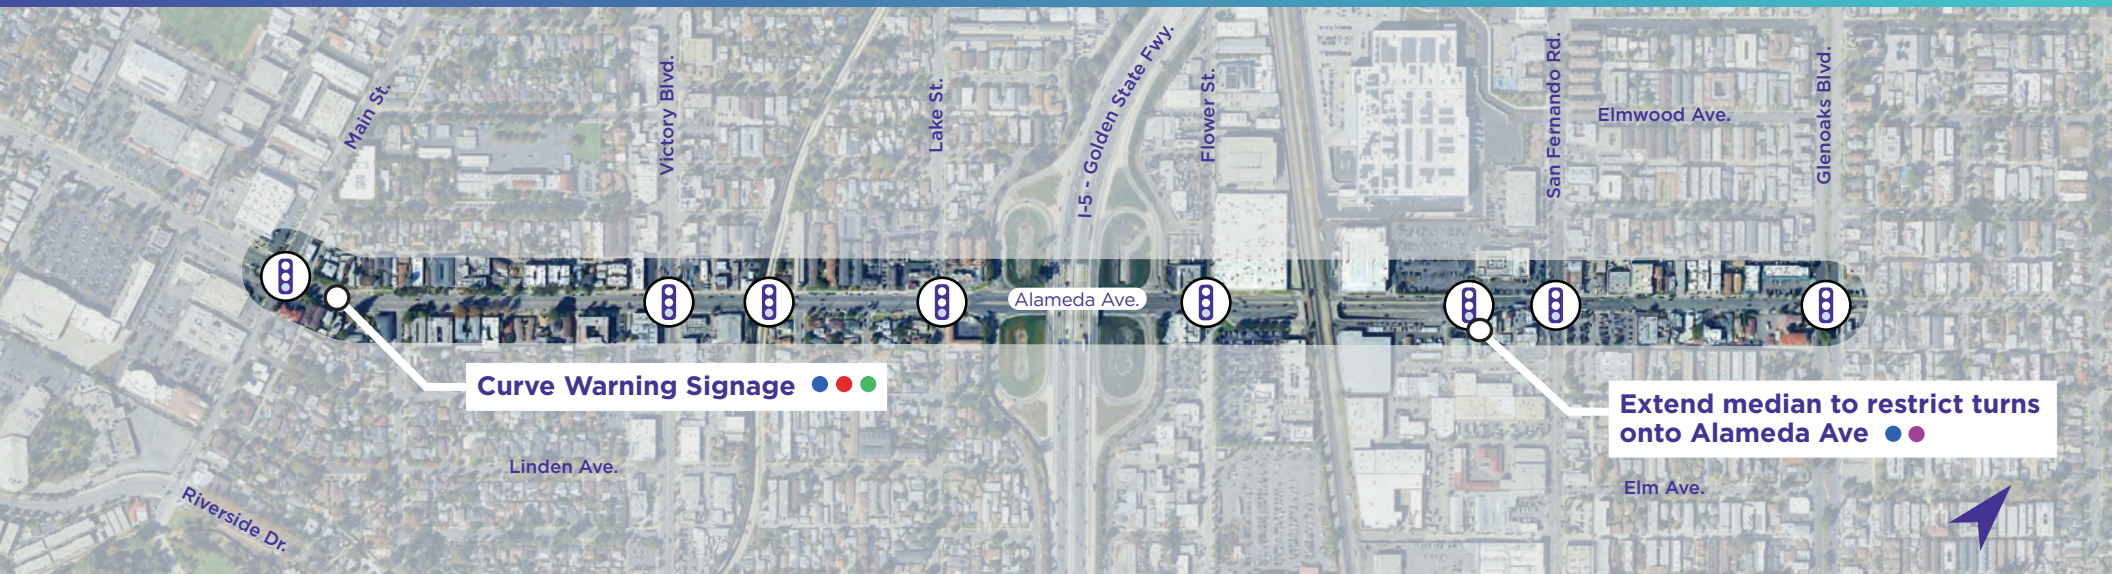 Main St.
Victory Blvd.
Lake St.
I-5 - Golden State Fwy.
Flower St.
San Fernando Rd.
Elmwood Ave.
Glenoaks Blvd.
Alameda Ave.
Curve Warning Signage
Extend median to restrict turns
onto Alameda Ave
Linden Ave.
Elm Ave.
Riverside Dr.